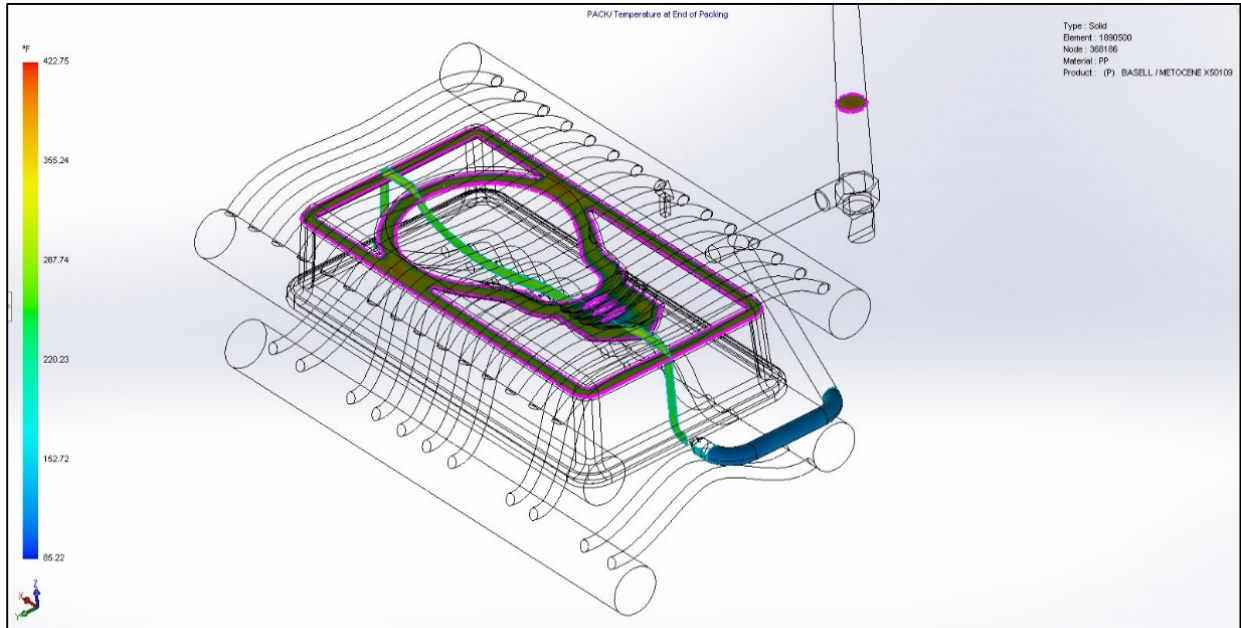 PACK/ Temperature at End of Packing
Type : Solid
Element : 1890500
Node : 368186
Material : PP
Product : (P) BASELL / METOCENE X50109
°F
422.75
355.24
287.74
220.23
152.72
85.22
Z
X
Y